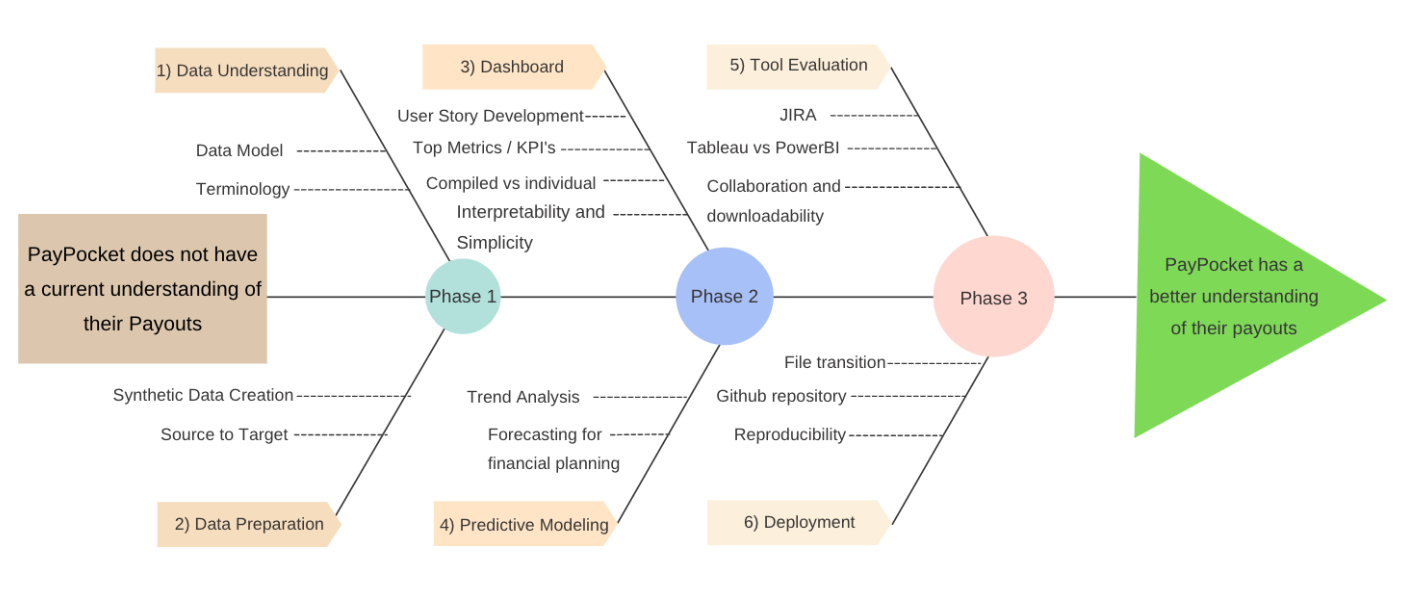 1) Data Understanding
Data Model
Terminology
3) Dashboard
User Story Development
Top Metrics / KPI's
Compiled vs individual
Interpretability and
Simplicity
5) Tool Evaluation
JIRA
Tableau vs PowerBI
Collaboration and
downloadability
PayPocket does not have
a current understanding of
their Payouts
Phase 1
Phase 2
Phase 3
PayPocket has a
better understanding
of their payouts
Synthetic Data Creation
Source to Target
2) Data Preparation
Trend Analysis
Forecasting for
financial planning
4) Predictive Modeling
File transition
Github repository
Reproducibility
6) Deployment